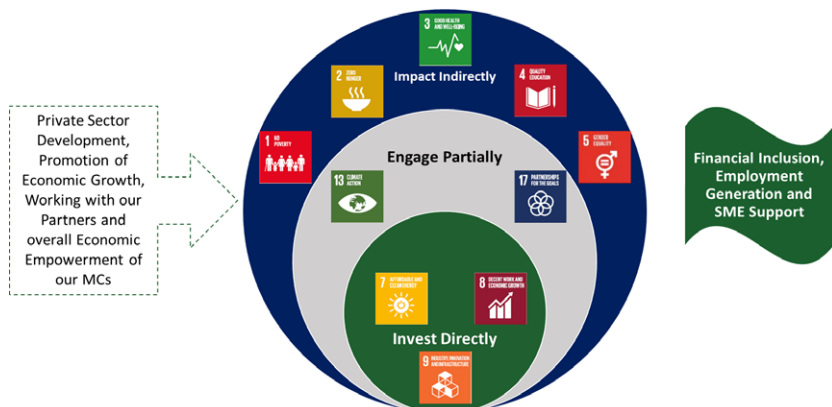 Private Sector
Development,
Promotion of
Economic Growth,
Working with our
Partners and
overall Economic
Empowerment of
our MCs
3 GOOD HEALTH
AND WELL-BEING
Impact Indirectly
2 ZERO
HUNGER
4 QUALITY
EDUCATION
1 NO
POVERTY
5 GENDER
EQUALITY
Engage Partially
13 CLIMATE
ACTION
17 PARTNERSHIPS
FOR THE GOALS
7 AFFORDABLE AND
CLEAN ENERGY
8 DECENT WORK AND
ECONOMIC GROWTH
Invest Directly
9 INDUSTRY, INNOVATION
AND INFRASTRUCTURE
Financial Inclusion,
Employment
Generation and
SME Support